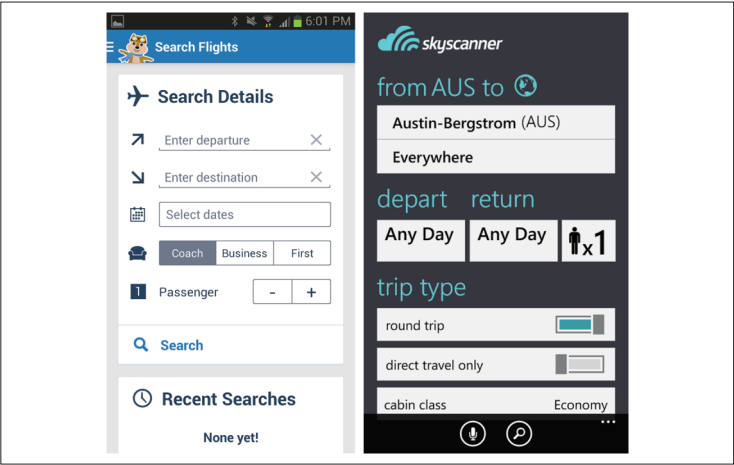 6:01 PM
Search Flights
Search Details
Enter departure
Enter destination
Select dates
Coach Business First
1 Passenger - +
Search
Recent Searches
None yet!
skyscanner
from AUS to
Austin-Bergstrom (AUS)
Everywhere
depart return
Any Day Any Day x1
trip type
round trip
direct travel only
cabin class Economy